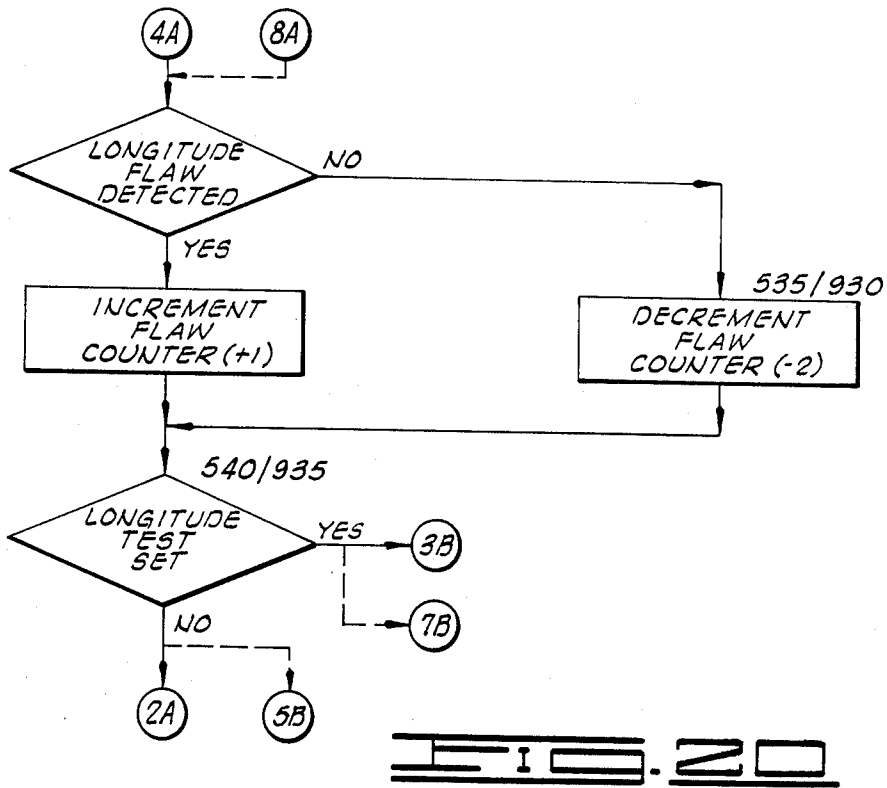 4A
8A
LONGITUDE
FLAW
DETECTED
NO
YES
535/930
INCREMENT
FLAW
COUNTER (+1)
DECREMENT
FLAW
COUNTER (-2)
540/935
LONGITUDE
TEST
SET
YES
3B
7B
NO
2A
5B
FIG. 20